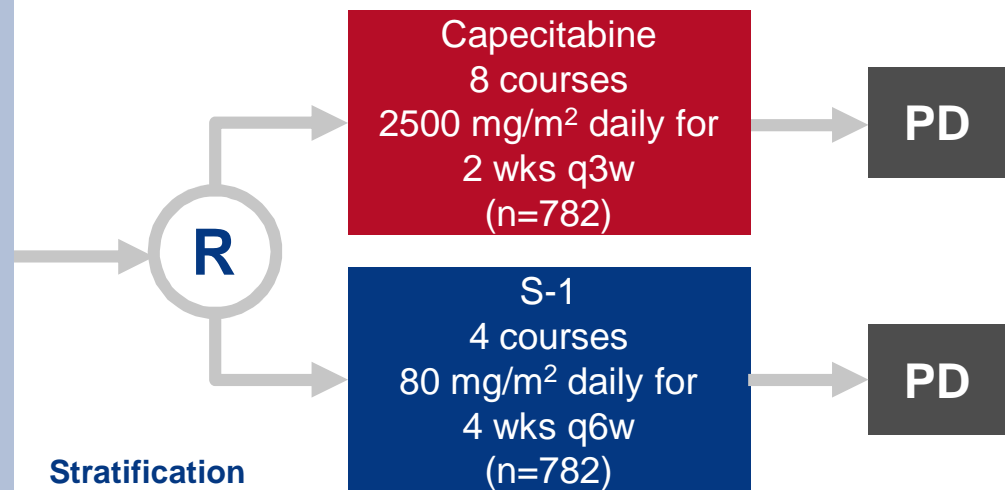 R
Capecitabine
8 courses
2500 mg/m² daily for
2 wks q3w
(n=782)
PD
S-1
4 courses
80 mg/m² daily for
4 wks q6w
(n=782)
PD
Stratification